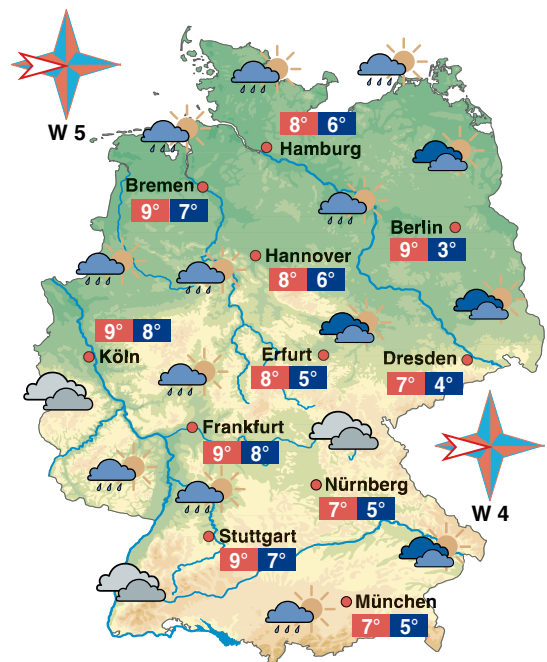 W 5
8° 6°
Hamburg
Bremen
9° 7°
Berlin
9° 3°
Hannover
8° 6°
9° 8°
Köln
Erfurt
8° 5°
Dresden
7° 4°
Frankfurt
9° 8°
Nürnberg
7° 5°
W 4
Stuttgart
9° 7°
München
7° 5°